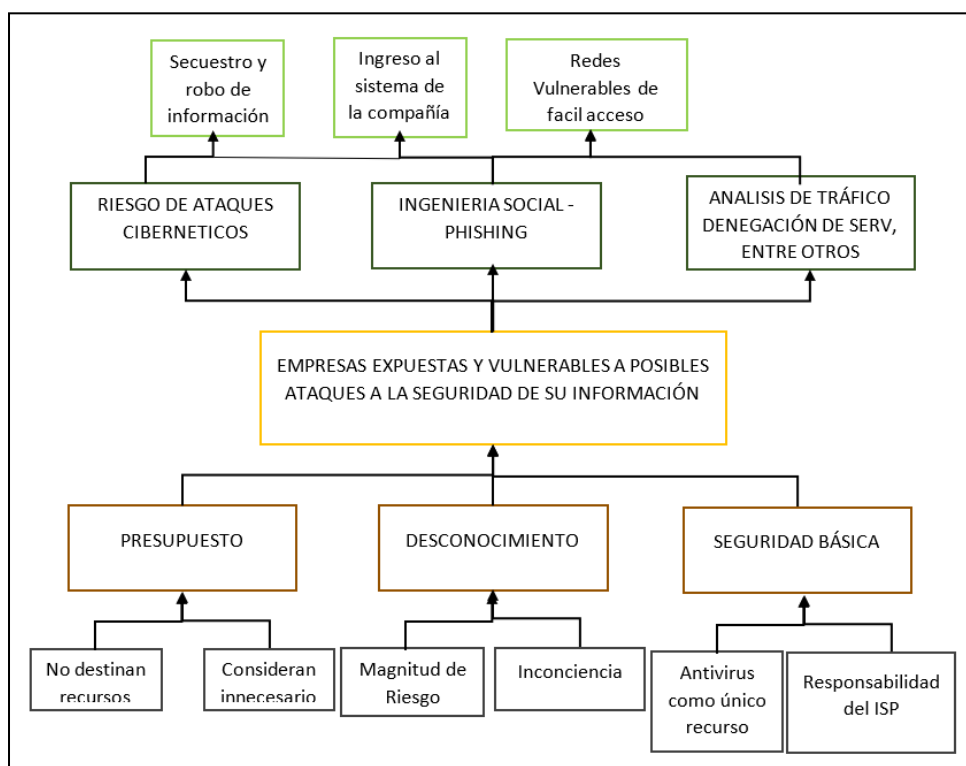 Secuestro y
robo de
información
Ingreso al
sistema de
la compañía
Redes
Vulnerables de
facil acceso
RIESGO DE ATAQUES
CIBERNETICOS
INGENIERIA SOCIAL -
PHISHING
ANALISIS DE TRÁFICO
DENEGACIÓN DE SERV,
ENTRE OTROS
EMPRESAS EXPUESTAS Y VULNERABLES A POSIBLES
ATAQUES A LA SEGURIDAD DE SU INFORMACIÓN
PRESUPUESTO
DESCONOCIMIENTO
SEGURIDAD BÁSICA
No destinan
recursos
Consideran
innecesario
Magnitud de
Riesgo
Inconciencia
Antivirus
como único
recurso
Responsabilidad
del ISP